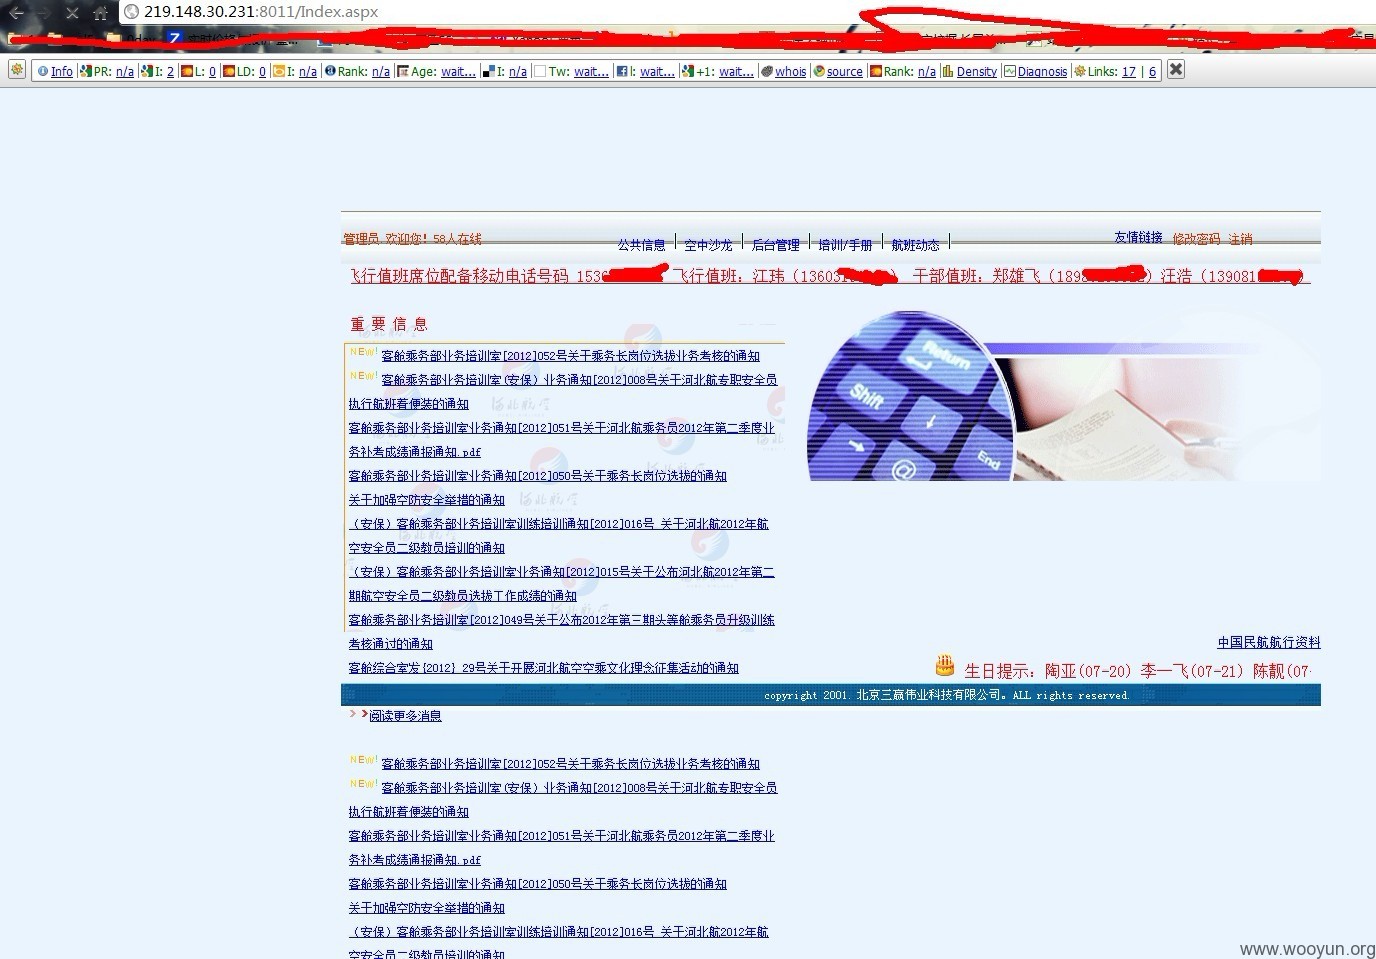 219.148.30.231:8011/Index.aspx
Info PR: n/a I: 2 L: 0 LD: 0 I: n/a Rank: n/a Age: wait... I: n/a Tw: wait... l: wait... +1: wait... whois source Rank: n/a Density Diagnosis Links: 17 | 6
管理员,欢迎您！58人在线 公共信息 空中沙龙 后台管理 培训/手册 航班动态 友情链接 修改密码 注销
飞行值班席位配备移动电话号码 153 飞行值班：江玮（13603 ） 干部值班：郑雄飞（189 ）汪浩（139081 ）
重 要 信 息
NEW! 客舱乘务部业务培训室[2012]052号关于乘务长岗位选拔业务考核的通知
NEW! 客舱乘务部业务培训室(安保）业务通知[2012]008号关于河北航专职安全员
执行航班着便装的通知
客舱乘务部业务培训室业务通知[2012]051号关于河北航乘务员2012年第二季度业
务补考成绩通报通知.pdf
客舱乘务部业务培训室业务通知[2012]050号关于乘务长岗位选拔的通知
关于加强空防安全举措的通知
（安保）客舱乘务部业务培训室训练培训通知[2012]016号 关于河北航2012年航
空安全员二级教员培训的通知
（安保）客舱乘务部业务培训室业务通知[2012]015号关于公布河北航2012年第二
期航空安全员二级教员选拔工作成绩的通知
客舱乘务部业务培训室[2012]049号关于公布2012年第三期头等舱乘务员升级训练
考核通过的通知
客舱综合室发{2012} 29号关于开展河北航空空乘文化理念征集活动的通知
Return
Shift
End
@
中国民航航行资料
生日提示：陶亚(07-20) 李一飞(07-21) 陈靓(07-
copyright 2001. 北京三赢伟业科技有限公司。ALL rights reserved.
>>阅读更多消息
NEW! 客舱乘务部业务培训室[2012]052号关于乘务长岗位选拔业务考核的通知
NEW! 客舱乘务部业务培训室(安保）业务通知[2012]008号关于河北航专职安全员
执行航班着便装的通知
客舱乘务部业务培训室业务通知[2012]051号关于河北航乘务员2012年第二季度业
务补考成绩通报通知.pdf
客舱乘务部业务培训室业务通知[2012]050号关于乘务长岗位选拔的通知
关于加强空防安全举措的通知
（安保）客舱乘务部业务培训室训练培训通知[2012]016号 关于河北航2012年航
空安全员二级教员培训的通知
www.wooyun.org